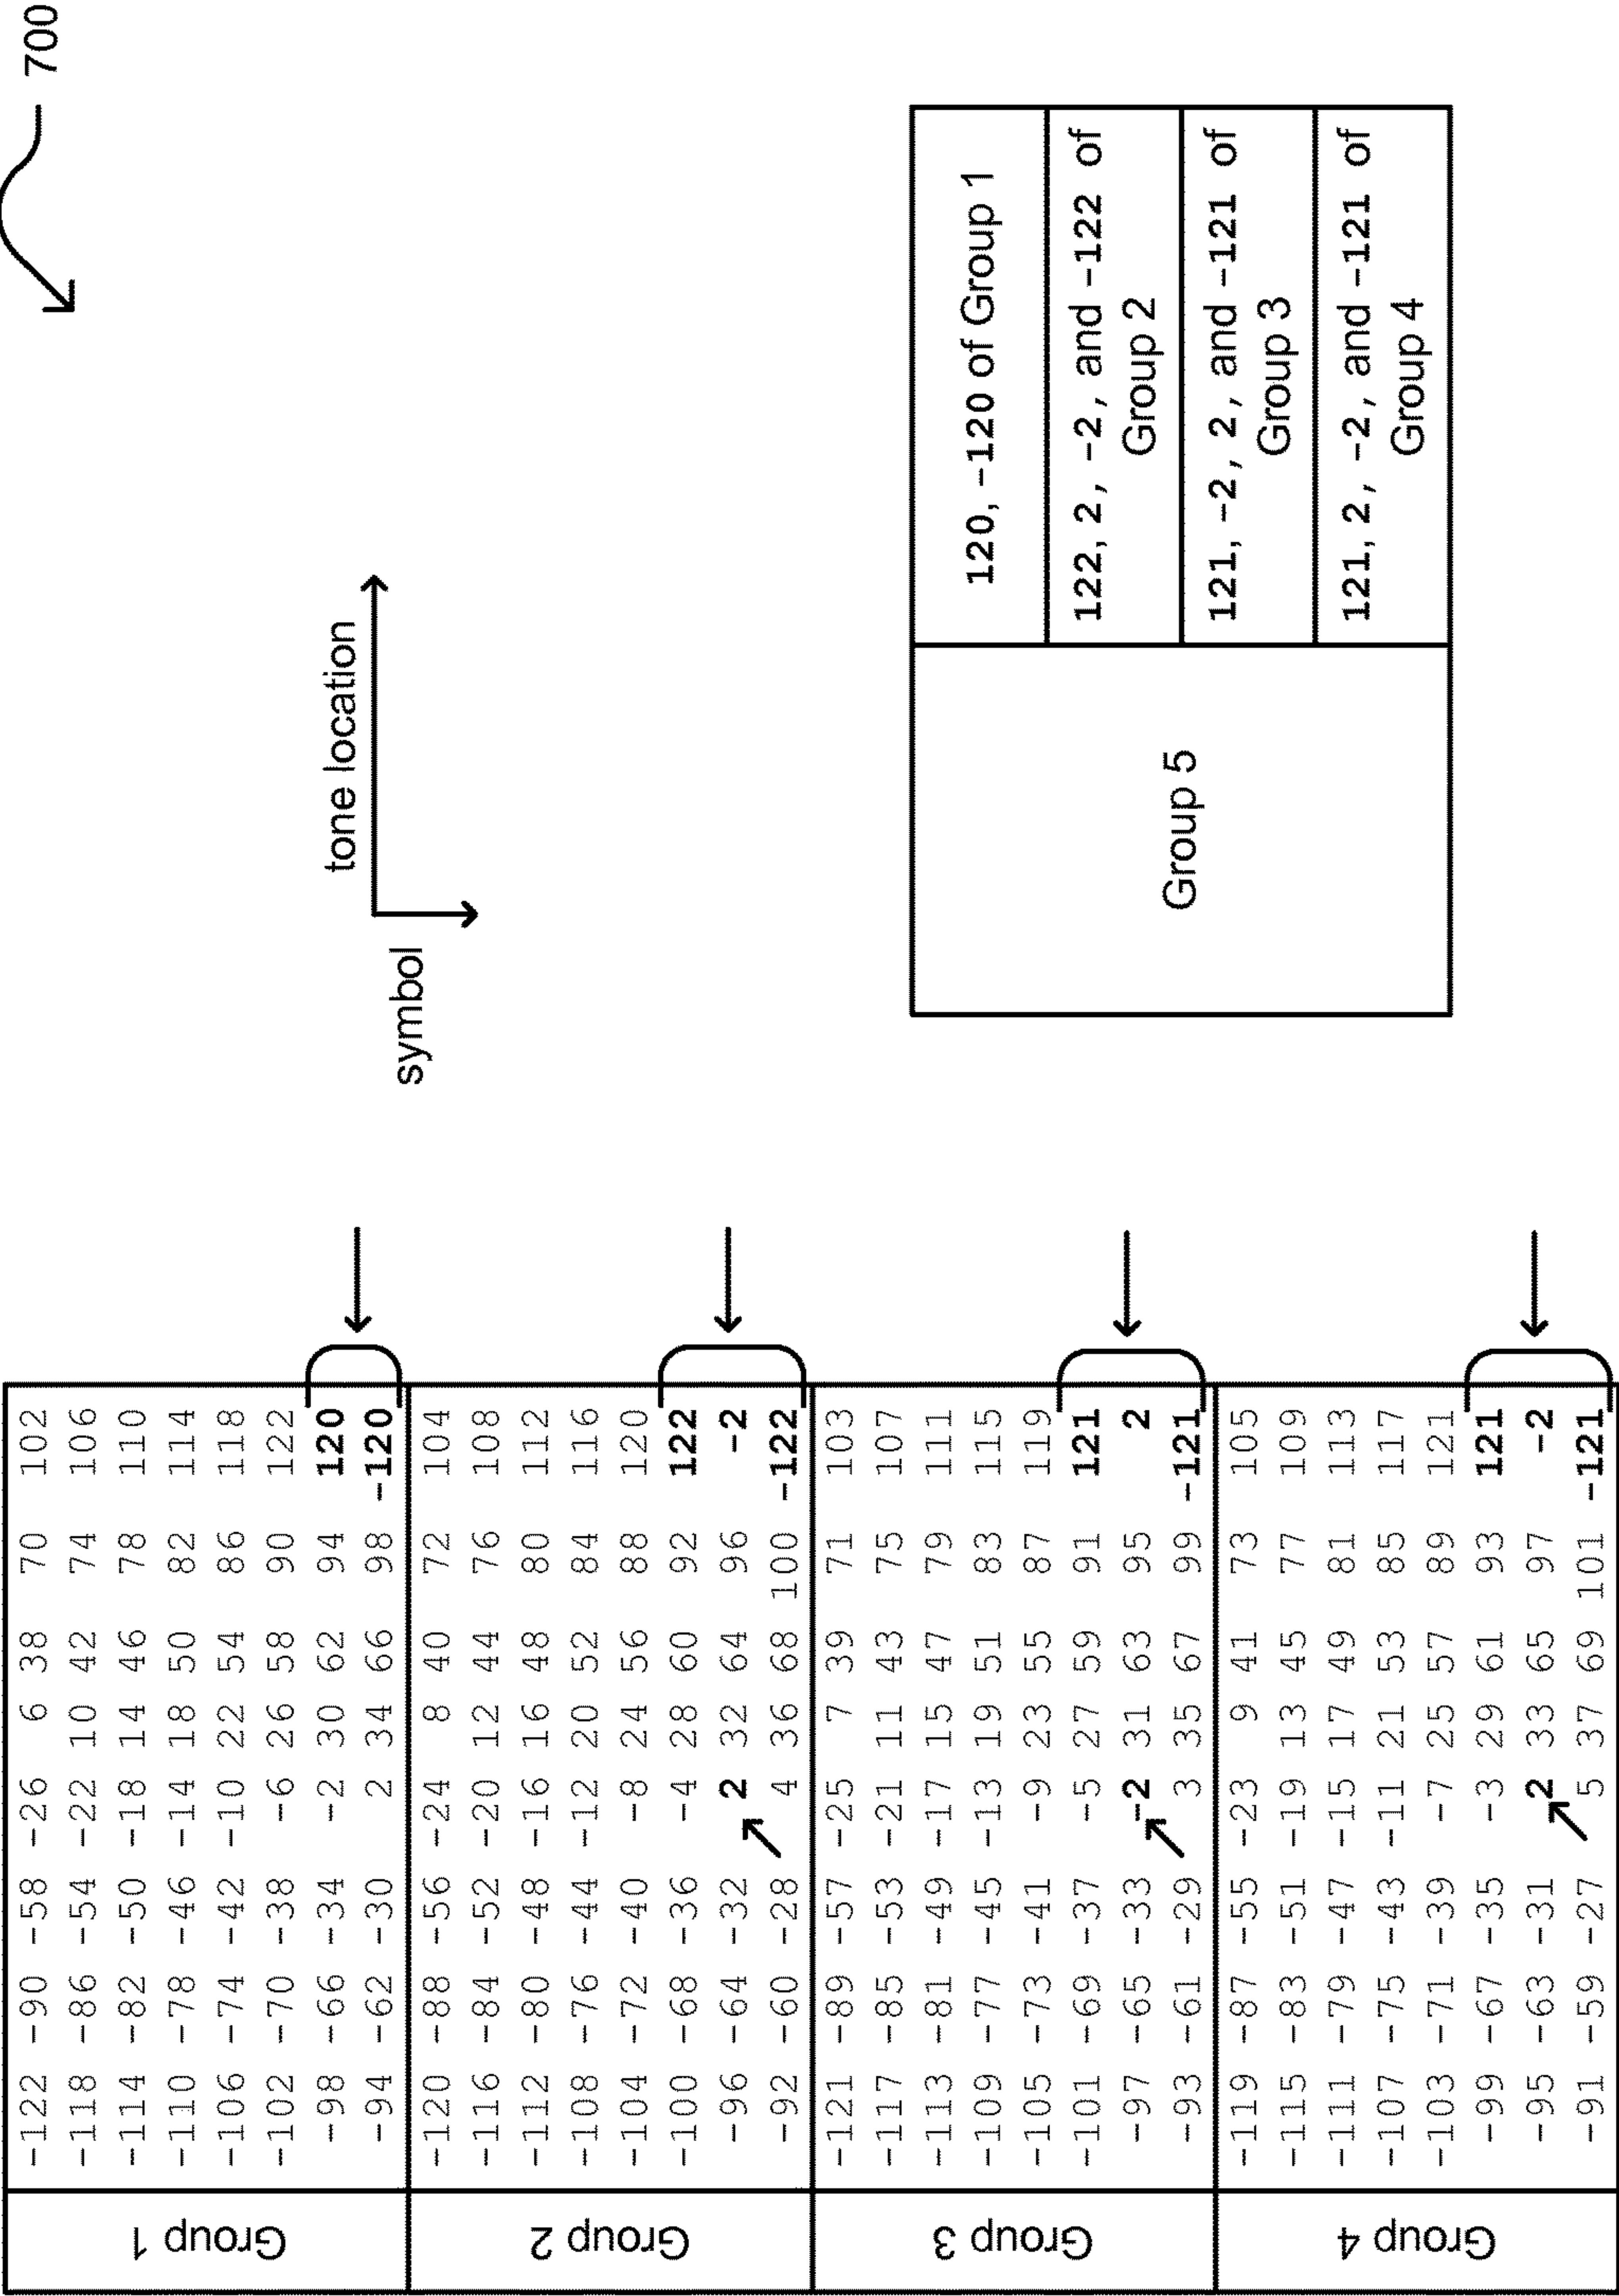 700
Group 1
-122 -90 -58 -26 6 38 70 102
-118 -86 -54 -22 10 42 74 106
-114 -82 -50 -18 14 46 78 110
-110 -78 -46 -14 18 50 82 114
-106 -74 -42 -10 22 54 86 118
-102 -70 -38 -6 26 58 90 122
-98 -66 -34 -2 30 62 94 120
-94 -62 -30 2 34 66 98 -120
Group 2
-120 -88 -56 -24 8 40 72 104
-116 -84 -52 -20 12 44 76 108
-112 -80 -48 -16 16 48 80 112
-108 -76 -44 -12 20 52 84 116
-104 -72 -40 -8 24 56 88 120
-100 -68 -36 -4 28 60 92 122
-96 -64 -32 2 32 64 96 -2
-92 -60 -28 4 36 68 100 -122
Group 3
-121 -89 -57 -25 7 39 71 103
-117 -85 -53 -21 11 43 75 107
-113 -81 -49 -17 15 47 79 111
-109 -77 -45 -13 19 51 83 115
-105 -73 -41 -9 23 55 87 119
-101 -69 -37 -5 27 59 91 121
-97 -65 -33 -2 31 63 95 2
-93 -61 -29 3 35 67 99 -121
Group 4
-119 -87 -55 -23 9 41 73 105
-115 -83 -51 -19 13 45 77 109
-111 -79 -47 -15 17 49 81 113
-107 -75 -43 -11 21 53 85 117
-103 -71 -39 -7 25 57 89 121
-99 -67 -35 -3 29 61 93 121
-95 -63 -31 2 33 65 97 -2
-91 -59 -27 5 37 69 101 -121
tone location
symbol
Group 5
120, -120 of Group 1
122, 2, -2, and -122 of
Group 2
121, -2, 2, and -121 of
Group 3
121, 2, -2, and -121 of
Group 4